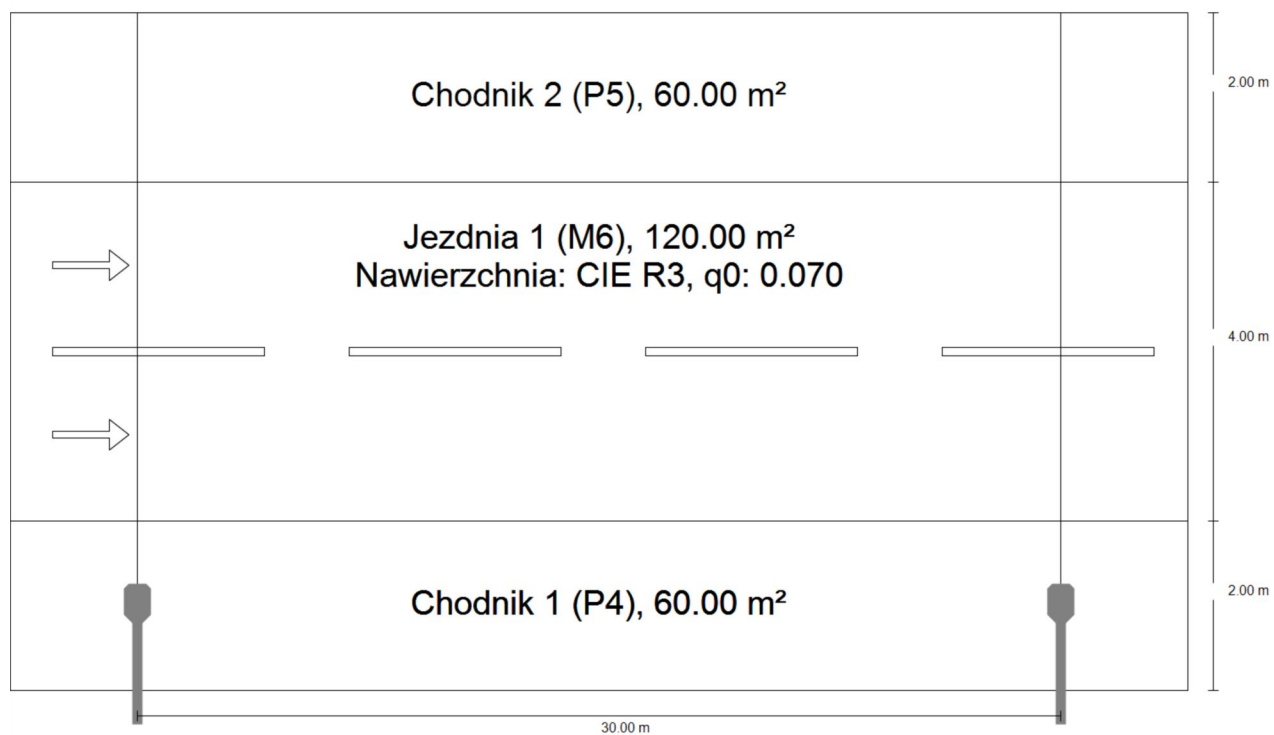 Chodnik 2 (P5), 60.00 m²
2.00 m
Jezdnia 1 (M6), 120.00 m²
Nawierzchnia: CIE R3, q0: 0.070
4.00 m
Chodnik 1 (P4), 60.00 m²
2.00 m
30.00 m